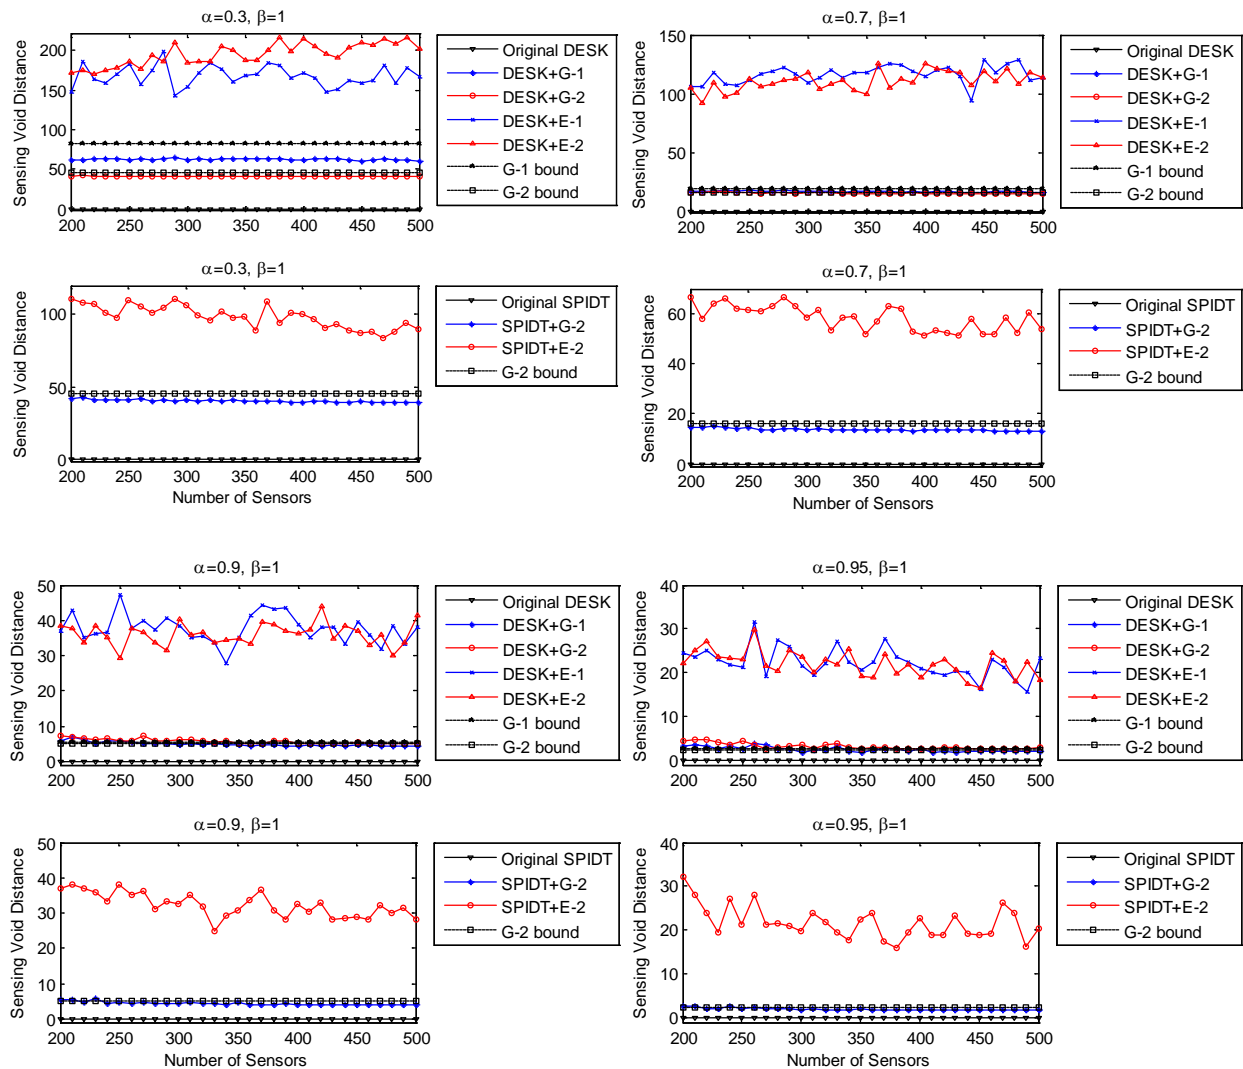 α=0.3, β=1
Sensing Void Distance
200
150
100
50
0
200 250 300 350 400 450 500
Original DESK
DESK+G-1
DESK+G-2
DESK+E-1
DESK+E-2
G-1 bound
G-2 bound
α=0.7, β=1
Sensing Void Distance
150
100
50
0
200 250 300 350 400 450 500
Original DESK
DESK+G-1
DESK+G-2
DESK+E-1
DESK+E-2
G-1 bound
G-2 bound
α=0.3, β=1
Sensing Void Distance
100
50
0
200 250 300 350 400 450 500
Number of Sensors
Original SPIDT
SPIDT+G-2
SPIDT+E-2
G-2 bound
α=0.7, β=1
Sensing Void Distance
60
40
20
0
200 250 300 350 400 450 500
Number of Sensors
Original SPIDT
SPIDT+G-2
SPIDT+E-2
G-2 bound
α=0.9, β=1
Sensing Void Distance
50
40
30
20
10
0
200 250 300 350 400 450 500
Original DESK
DESK+G-1
DESK+G-2
DESK+E-1
DESK+E-2
G-1 bound
G-2 bound
α=0.95, β=1
Sensing Void Distance
40
30
20
10
0
200 250 300 350 400 450 500
Original DESK
DESK+G-1
DESK+G-2
DESK+E-1
DESK+E-2
G-1 bound
G-2 bound
α=0.9, β=1
Sensing Void Distance
50
40
30
20
10
0
200 250 300 350 400 450 500
Number of Sensors
Original SPIDT
SPIDT+G-2
SPIDT+E-2
G-2 bound
α=0.95, β=1
Sensing Void Distance
40
30
20
10
0
200 250 300 350 400 450 500
Number of Sensors
Original SPIDT
SPIDT+G-2
SPIDT+E-2
G-2 bound